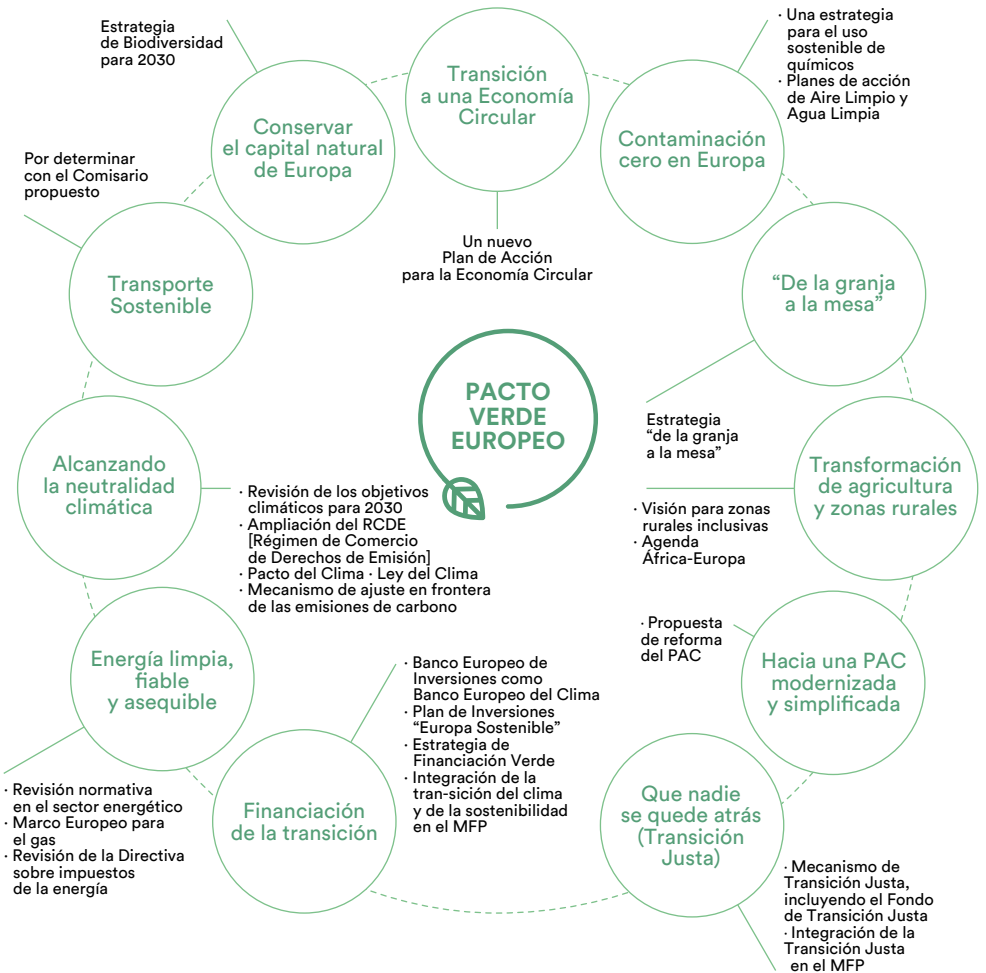 Estrategia
de Biodiversidad
para 2030
Transición
a una Economía
Circular
· Una estrategia
para el uso
sostenible de
químicos
· Planes de acción
de Aire Limpio y
Agua Limpia
Conservar
el capital natural
de Europa
Contaminación
cero en Europa
Por determinar
con el Comisario
propuesto
Un nuevo
Plan de Acción
para la Economía Circular
Transporte
Sostenible
“De la granja
a la mesa”
PACTO
VERDE
EUROPEO
Estrategia
“de la granja
a la mesa”
Alcanzando
la neutralidad
climática
· Revisión de los objetivos
climáticos para 2030
· Ampliación del RCDE
[Régimen de Comercio
de Derechos de Emisión]
· Pacto del Clima · Ley del Clima
· Mecanismo de ajuste en frontera
de las emisiones de carbono
Transformación
de agricultura
y zonas rurales
· Visión para zonas
rurales inclusivas
· Agenda
África-Europa
Energía limpia,
fiable
y asequible
· Propuesta
de reforma
del PAC
Hacia una PAC
modernizada
y simplificada
· Banco Europeo de
Inversiones como
Banco Europeo del Clima
· Plan de Inversiones
“Europa Sostenible”
· Estrategia de
Financiación Verde
· Integración de la
tran-sición del clima
y de la sostenibilidad
en el MFP
· Revisión normativa
en el sector energético
· Marco Europeo para
el gas
· Revisión de la Directiva
sobre impuestos
de la energía
Financiación
de la transición
Que nadie
se quede atrás
(Transición
Justa)
· Mecanismo de
Transición Justa,
incluyendo el Fondo
de Transición Justa
· Integración de la
Transición Justa
en el MFP